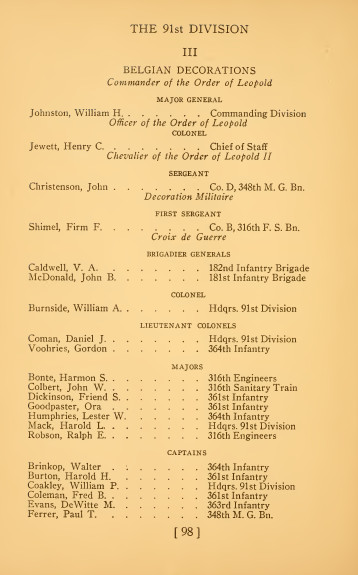 THE 91st DIVISION
III
BELGIAN DECORATIONS
Commander of the Order of Leopold
MAJOR GENERAL
Johnston, William H. . . . . . . Commanding Division
Officer of the Order of Leopold
COLONEL
Jewett, Henry C. . . . . . . . Chief of Staff
Chevalier of the Order of Leopold II
SERGEANT
Christenson, John . . . . . . . Co. D, 348th M. G. Bn.
Decoration Militaire
FIRST SERGEANT
Shimel, Firm F. . . . . . . . Co. B, 316th F. S. Bn.
Croix de Guerre
BRIGADIER GENERALS
Caldwell, V. A. . . . . . . . 182nd Infantry Brigade
McDonald, John B. . . . . . . . 181st Infantry Brigade
COLONEL
Burnside, William A. . . . . . . Hdqrs. 91st Division
LIEUTENANT COLONELS
Coman, Daniel J. . . . . . . . Hdqrs. 91st Division
Voohries, Gordon . . . . . . . 364th Infantry
MAJORS
Bonte, Harmon S. . . . . . . . 316th Engineers
Colbert, John W. . . . . . . . 316th Sanitary Train
Dickinson, Friend S. . . . . . . 361st Infantry
Goodpaster, Ora . . . . . . . 361st Infantry
Humphries, Lester W. . . . . . . 364th Infantry
Mack, Harold L. . . . . . . . Hdqrs. 91st Division
Robson, Ralph E. . . . . . . . 316th Engineers
CAPTAINS
Brinkop, Walter . . . . . . . 364th Infantry
Burton, Harold H. . . . . . . . 361st Infantry
Coakley, William P. . . . . . . Hdqrs. 91st Division
Coleman, Fred B. . . . . . . . 361st Infantry
Evans, DeWitte M. . . . . . . . 363rd Infantry
Ferrer, Paul T. . . . . . . . 348th M. G. Bn.
[ 98 ]